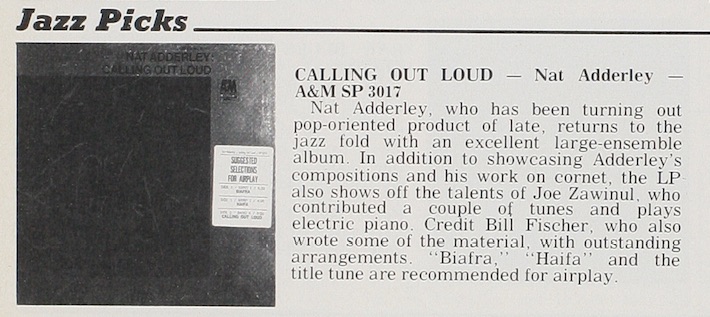 Jazz Picks
NAT ADDERLEY:
CALLING OUT LOUD
A&M
SUGGESTED
SELECTIONS
FOR AIRPLAY
BIAFRA
HAIFA
CALLING OUT LOUD
CALLING OUT LOUD — Nat Adderley —
A&M SP 3017
Nat Adderley, who has been turning out
pop-oriented product of late, returns to the
jazz fold with an excellent large-ensemble
album. In addition to showcasing Adderley's
compositions and his work on cornet, the LP
also shows off the talents of Joe Zawinul, who
contributed a couple of tunes and plays
electric piano. Credit Bill Fischer, who also
wrote some of the material, with outstanding
arrangements. "Biafra," "Haifa" and the
title tune are recommended for airplay.